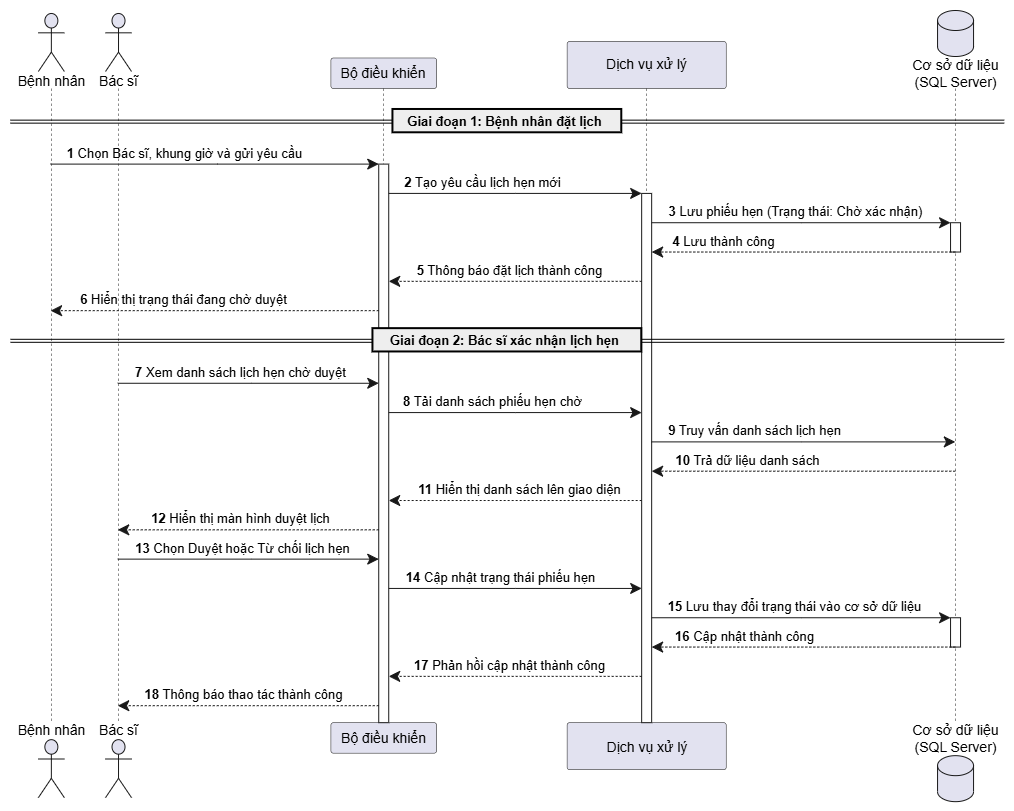 Bệnh nhân
Bác sĩ
Bộ điều khiển
Dịch vụ xử lý
Cơ sở dữ liệu
(SQL Server)
Giai đoạn 1: Bệnh nhân đặt lịch
1 Chọn Bác sĩ, khung giờ và gửi yêu cầu
2 Tạo yêu cầu lịch hẹn mới
3 Lưu phiếu hẹn (Trạng thái: Chờ xác nhận)
4 Lưu thành công
5 Thông báo đặt lịch thành công
6 Hiển thị trạng thái đang chờ duyệt
Giai đoạn 2: Bác sĩ xác nhận lịch hẹn
7 Xem danh sách lịch hẹn chờ duyệt
8 Tải danh sách phiếu hẹn chờ
9 Truy vấn danh sách lịch hẹn
10 Trả dữ liệu danh sách
11 Hiển thị danh sách lên giao diện
12 Hiển thị màn hình duyệt lịch
13 Chọn Duyệt hoặc Từ chối lịch hẹn
14 Cập nhật trạng thái phiếu hẹn
15 Lưu thay đổi trạng thái vào cơ sở dữ liệu
16 Cập nhật thành công
17 Phản hồi cập nhật thành công
18 Thông báo thao tác thành công
Bệnh nhân
Bác sĩ
Bộ điều khiển
Dịch vụ xử lý
Cơ sở dữ liệu
(SQL Server)